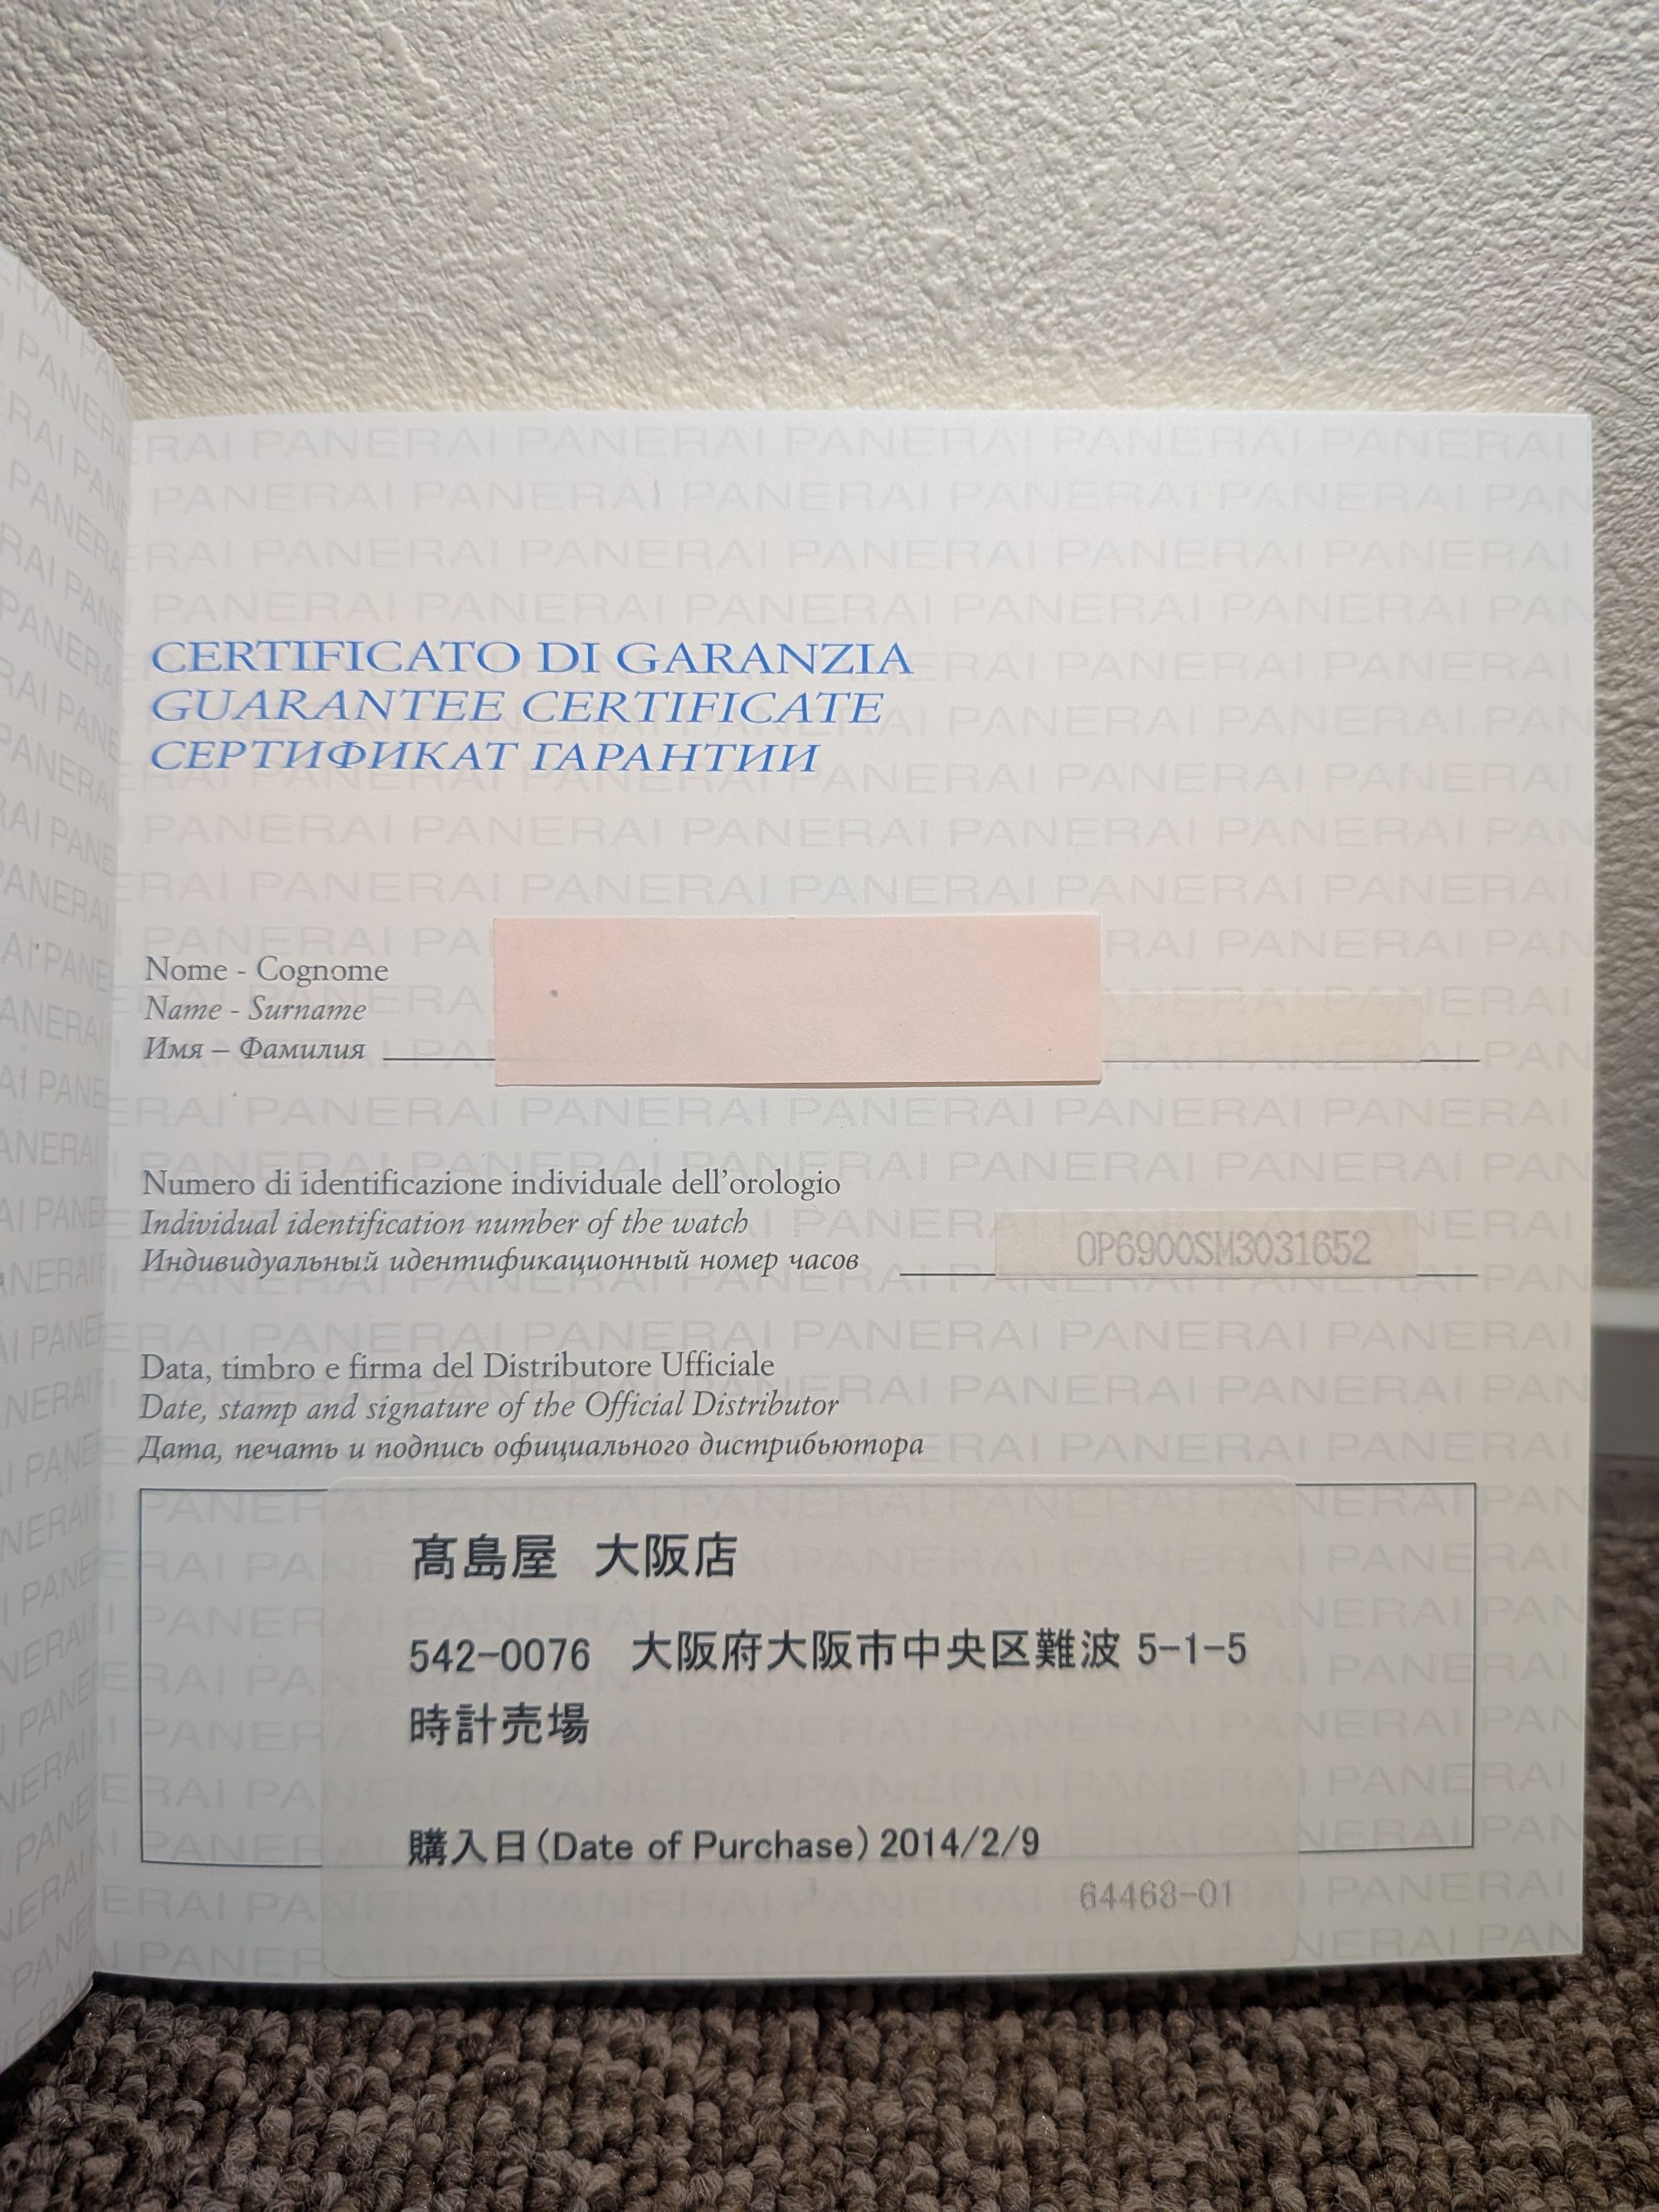 CERTIFICATO DI GARANZIA
GUARANTEE CERTIFICATE
СЕРТИФИКАТ ГАРАНТИИ
Nome - Cognome
Name - Surname
Имя – Фамилия
Numero di identificazione individuale dell'orologio
Individual identification number of the watch
Индивидуальный идентификационный номер часов
OP6900SM3031652
Data, timbro e firma del Distributore Ufficiale
Date, stamp and signature of the Official Distributor
Дата, печать и подпись официального дистрибьютора
髙島屋 大阪店
542-0076 大阪府大阪市中央区難波 5-1-5
時計売場
購入日(Date of Purchase) 2014/2/9
3
64468-01